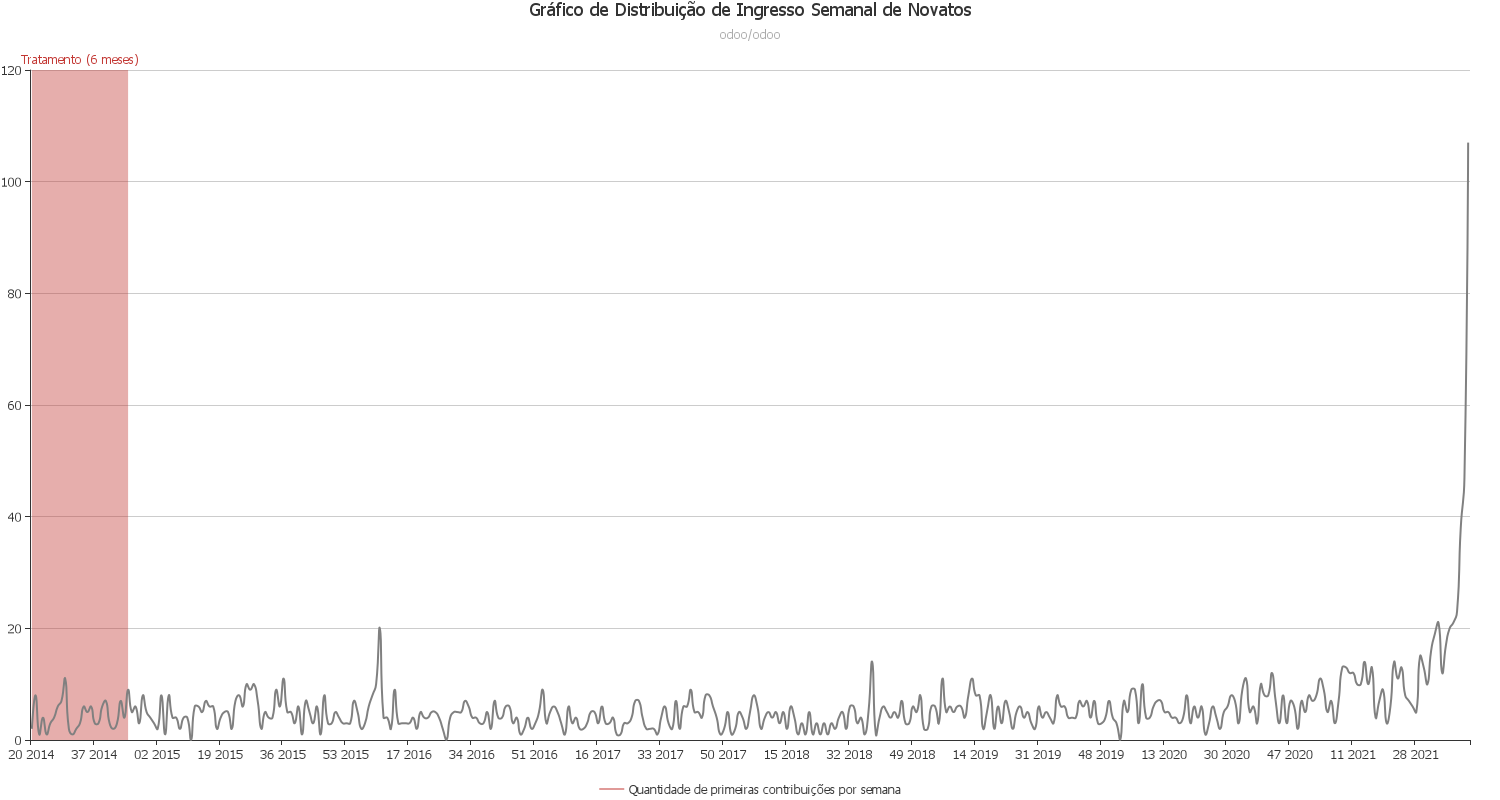 Gráfico de Distribuição de Ingresso Semanal de Novatos
odoo/odoo
Tratamento (6 meses)
120
100
80
60
40
20
0
20 2014 37 2014 02 2015 19 2015 36 2015 53 2015 17 2016 34 2016 51 2016 16 2017 33 2017 50 2017 15 2018 32 2018 49 2018 14 2019 31 2019 48 2019 13 2020 30 2020 47 2020 11 2021 28 2021
Quantidade de primeiras contribuições por semana